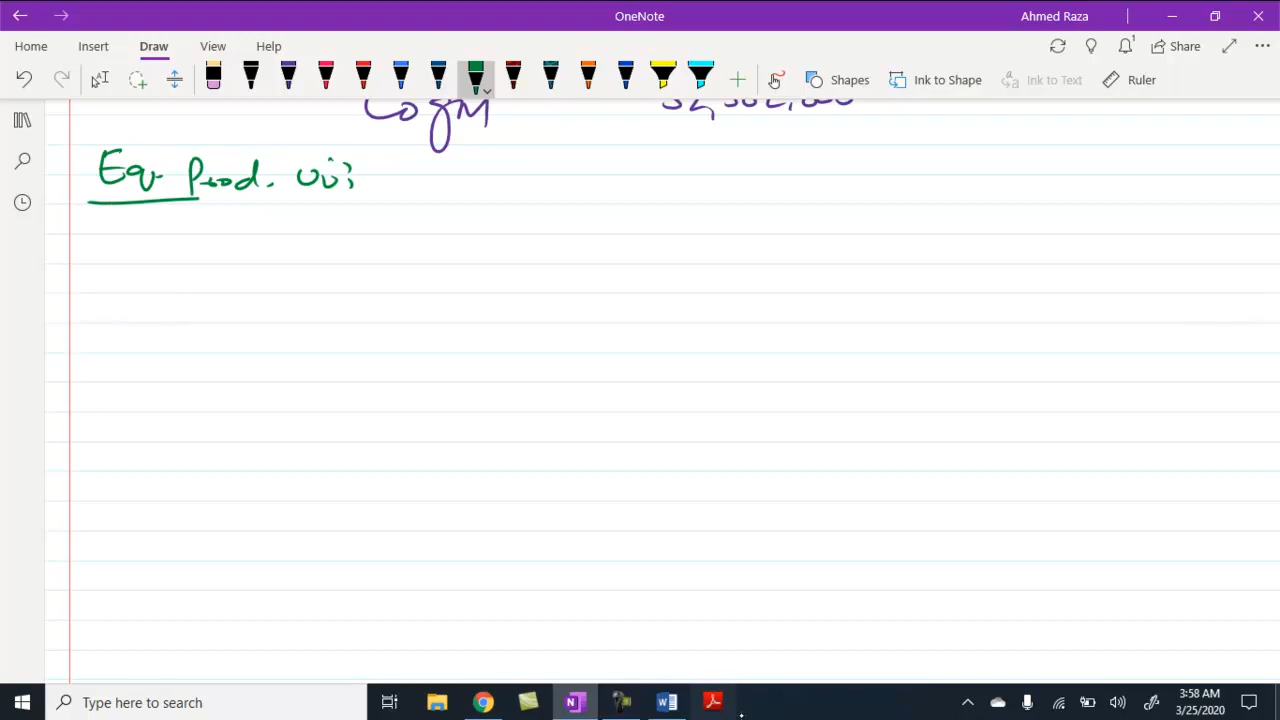 OneNote
Ahmed Raza
Home Insert Draw View Help
Share
Shapes
Ink to Shape
Ink to Text
Ruler
CoGM
Eq. Prod.
Type here to search
3:58 AM
3/25/2020